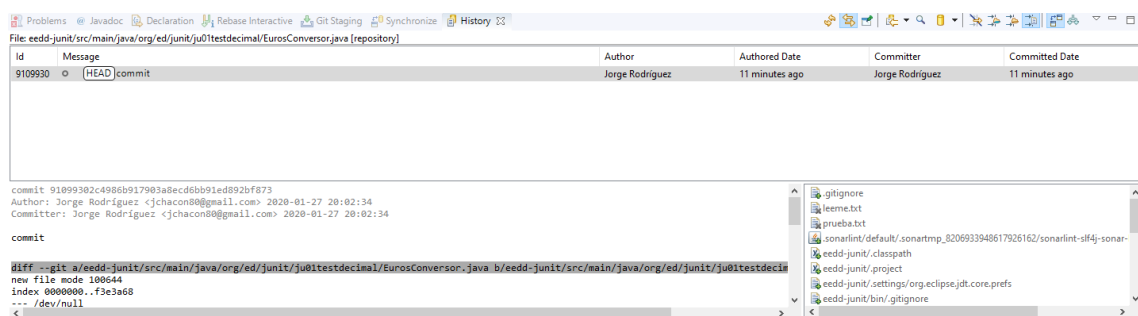 Problems @ Javadoc Declaration Rebase Interactive Git Staging Synchronize History
File: eedd-junit/src/main/java/org/ed/junit/ju01testdecimal/EurosConversor.java [repository]
Id Message Author Authored Date Committer Committed Date
9109930 HEAD commit Jorge Rodríguez 11 minutes ago Jorge Rodríguez 11 minutes ago
commit 91099302c4986b917903a8ecd6bb91ed892bf873
Author: Jorge Rodríguez <jchacon80@gmail.com> 2020-01-27 20:02:34
Committer: Jorge Rodríguez <jchacon80@gmail.com> 2020-01-27 20:02:34
commit
diff --git a/eedd-junit/src/main/java/org/ed/junit/ju01testdecimal/EurosConversor.java b/eedd-junit/src/main/java/org/ed/junit/ju01testdecim
new file mode 100644
index 0000000..f3e3a68
--- /dev/null
.gitignore
leeme.txt
prueba.txt
.sonarlint/default/.sonartmp_8206933948617926162/sonarlint-slf4j-sonar-
eedd-junit/.classpath
eedd-junit/.project
eedd-junit/.settings/org.eclipse.jdt.core.prefs
eedd-junit/bin/.gitignore